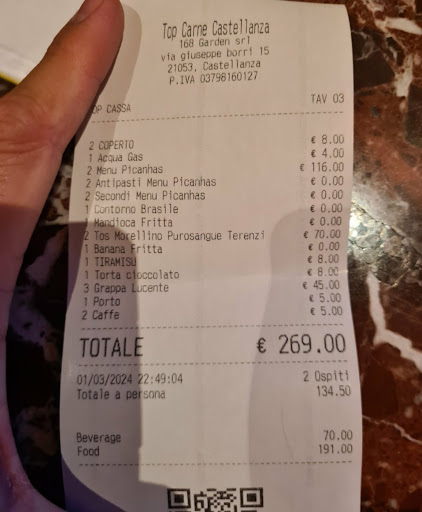 Top Carne Castellanza
168 Garden srl
via giuseppe borri 15
21053, Castellanza
P.IVA 03798160127
OP CASSA TAV 03
2 COPERTO € 8.00
1 Acqua Gas € 4.00
2 Menu Picanhas € 116.00
2 Antipasti Menu Picanhas € 0.00
2 Secondi Menu Picanhas € 0.00
1 Contorno Brasile € 0.00
1 Mandioca Fritta € 0.00
2 Tos Morellino Purosangue Terenzi € 70.00
1 Banana Fritta € 0.00
1 TIRAMISU € 8.00
1 Torta cioccolato € 8.00
3 Grappa Lucente € 45.00
1 Porto € 5.00
2 Caffe € 5.00
TOTALE € 269.00
01/03/2024 22:49:04 2 Ospiti
Totale a persona 134.50
Beverage 70.00
Food 191.00